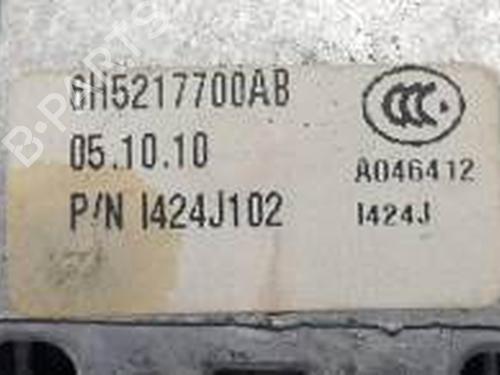 6H5217700AB
05.10.10
P/N I424J102
CCC
A046412
I424J
B-PARTS